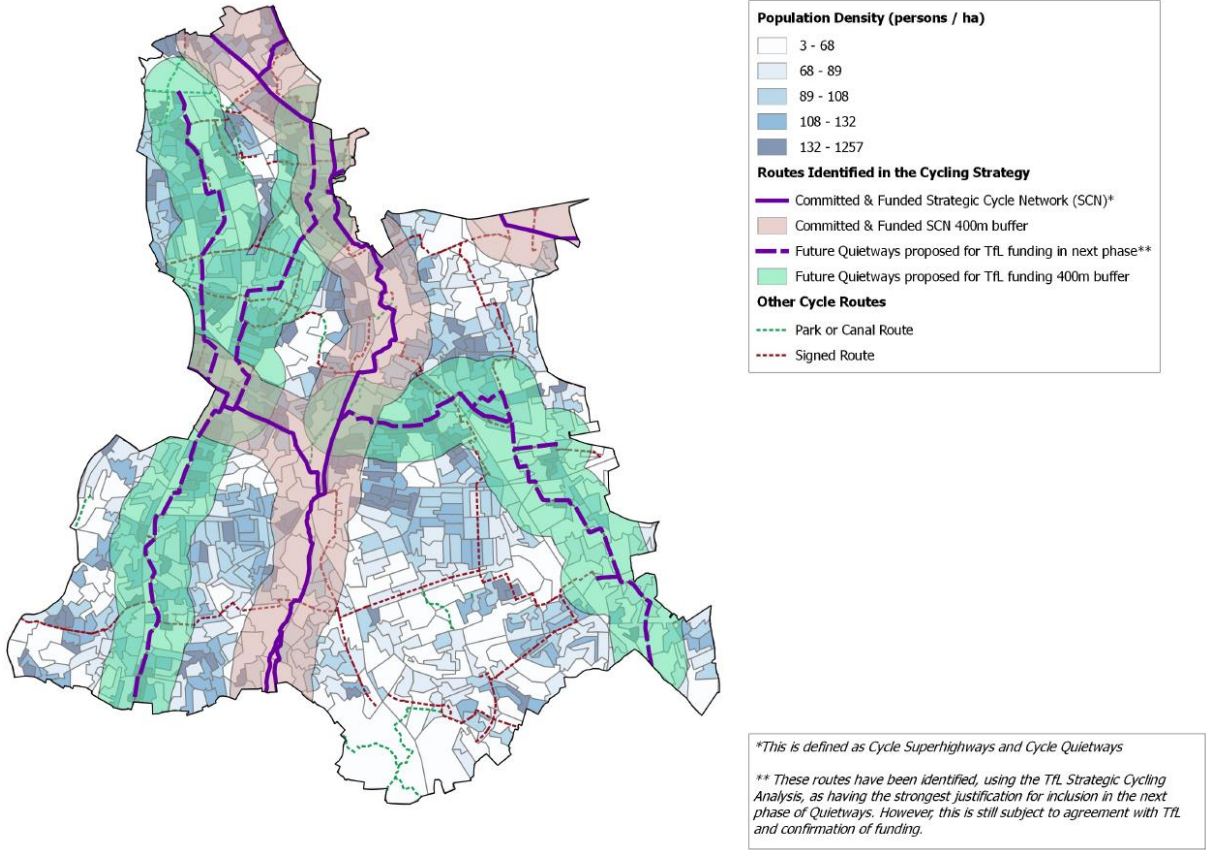 Population Density (persons / ha)
3 - 68
68 - 89
89 - 108
108 - 132
132 - 1257
Routes Identified in the Cycling Strategy
Committed & Funded Strategic Cycle Network (SCN)*
Committed & Funded SCN 400m buffer
Future Quietways proposed for TfL funding in next phase**
Future Quietways proposed for TfL funding 400m buffer
Other Cycle Routes
Park or Canal Route
Signed Route
*This is defined as Cycle Superhighways and Cycle Quietways
** These routes have been identified, using the TfL Strategic Cycling
Analysis, as having the strongest justification for inclusion in the next
phase of Quietways. However, this is still subject to agreement with TfL
and confirmation of funding.